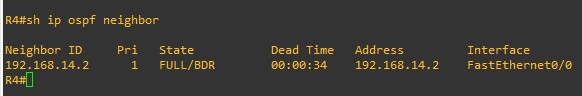 R4#sh ip ospf neighbor
Neighbor ID     Pri   State           Dead Time   Address         Interface
192.168.14.2      1   FULL/BDR        00:00:34    192.168.14.2    FastEthernet0/0
R4#